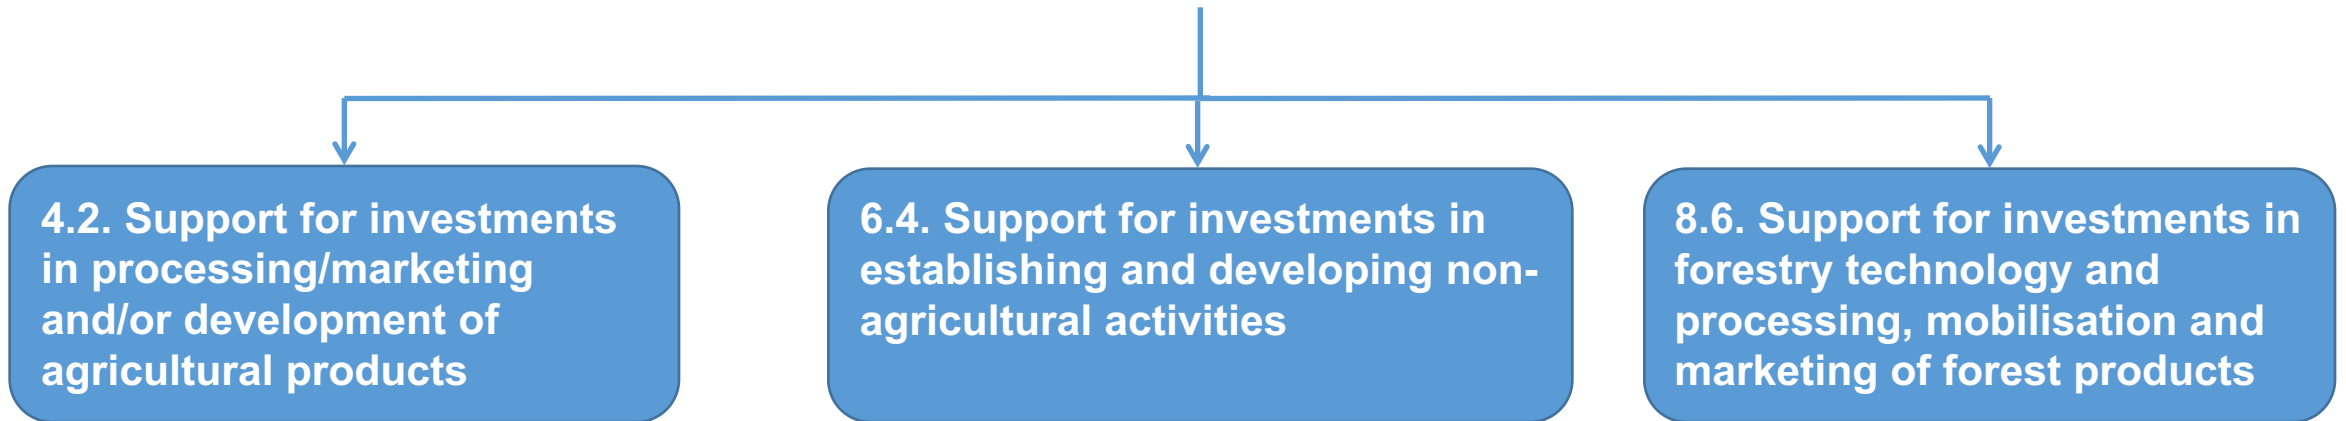 4.2. Support for investments
in processing/marketing
and/or development of
agricultural products
6.4. Support for investments in
establishing and developing non-
agricultural activities
8.6. Support for investments in
forestry technology and
processing, mobilisation and
marketing of forest products